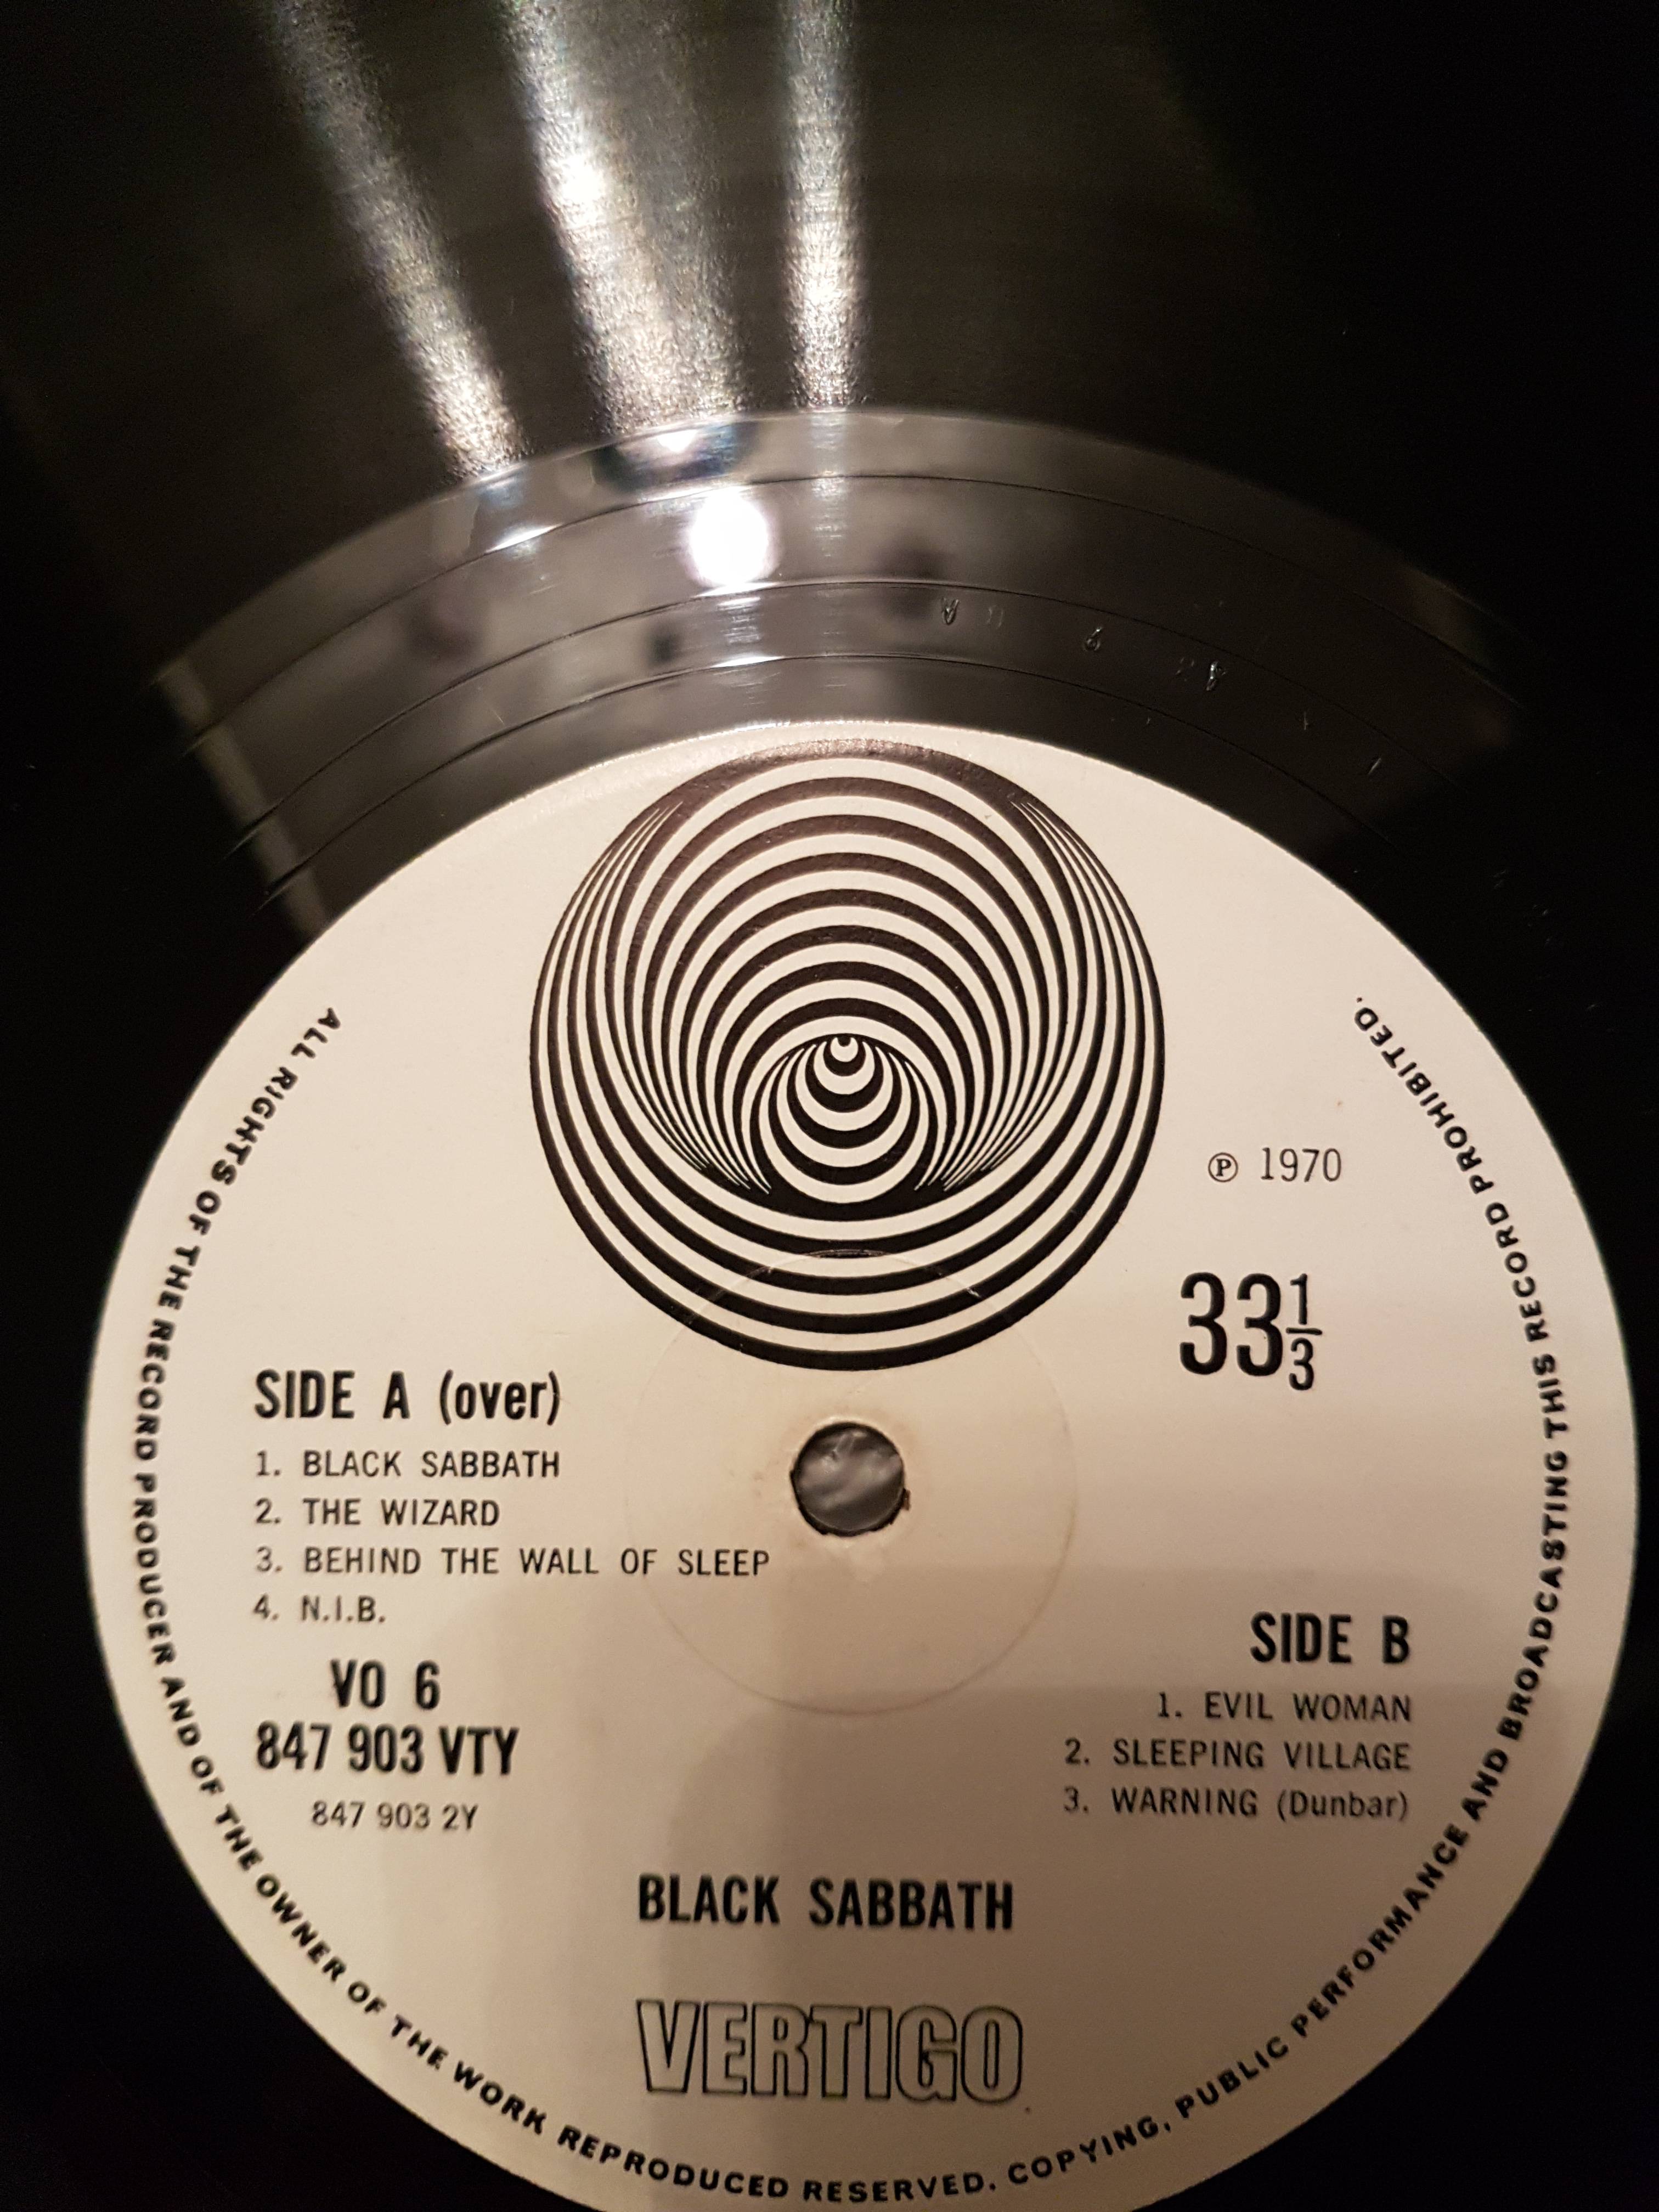 ALL RIGHTS OF THE RECORD PRODUCER AND OF THE OWNER OF THE WORK REPRODUCED RESERVED. COPYING, PUBLIC PERFORMANCE AND BROADCASTING THIS RECORD PROHIBITED.
℗ 1970
33⅓
SIDE A (over)
1. BLACK SABBATH
2. THE WIZARD
3. BEHIND THE WALL OF SLEEP
4. N.I.B.
VO 6
847 903 VTY
847 903 2Y
SIDE B
1. EVIL WOMAN
2. SLEEPING VILLAGE
3. WARNING (Dunbar)
BLACK SABBATH
VERTIGO